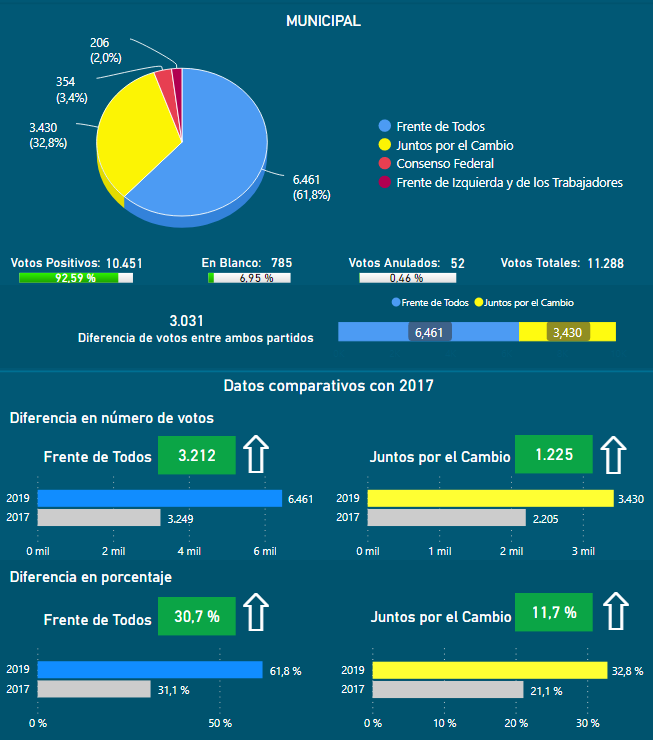 MUNICIPAL
206
(2,0%)
354
(3,4%)
3.430
(32,8%)
6.461
(61,8%)
Frente de Todos
Juntos por el Cambio
Consenso Federal
Frente de Izquierda y de los Trabajadores
Votos Positivos: 10.451
92,59 %
En Blanco: 785
6,95 %
Votos Anulados: 52
0,46 %
Votos Totales: 11.288
3.031
Diferencia de votos entre ambos partidos
Frente de Todos Juntos por el Cambio
6,461 3,430
Datos comparativos con 2017
Diferencia en número de votos
Frente de Todos 3.212
2019 6.461
2017 3.249
0 mil 2 mil 4 mil 6 mil
Juntos por el Cambio 1.225
2019 3.430
2017 2.205
0 mil 1 mil 2 mil 3 mil
Diferencia en porcentaje
Frente de Todos 30,7 %
2019 61,8 %
2017 31,1 %
0 % 50 %
Juntos por el Cambio 11,7 %
2019 32,8 %
2017 21,1 %
0 % 10 % 20 % 30 %